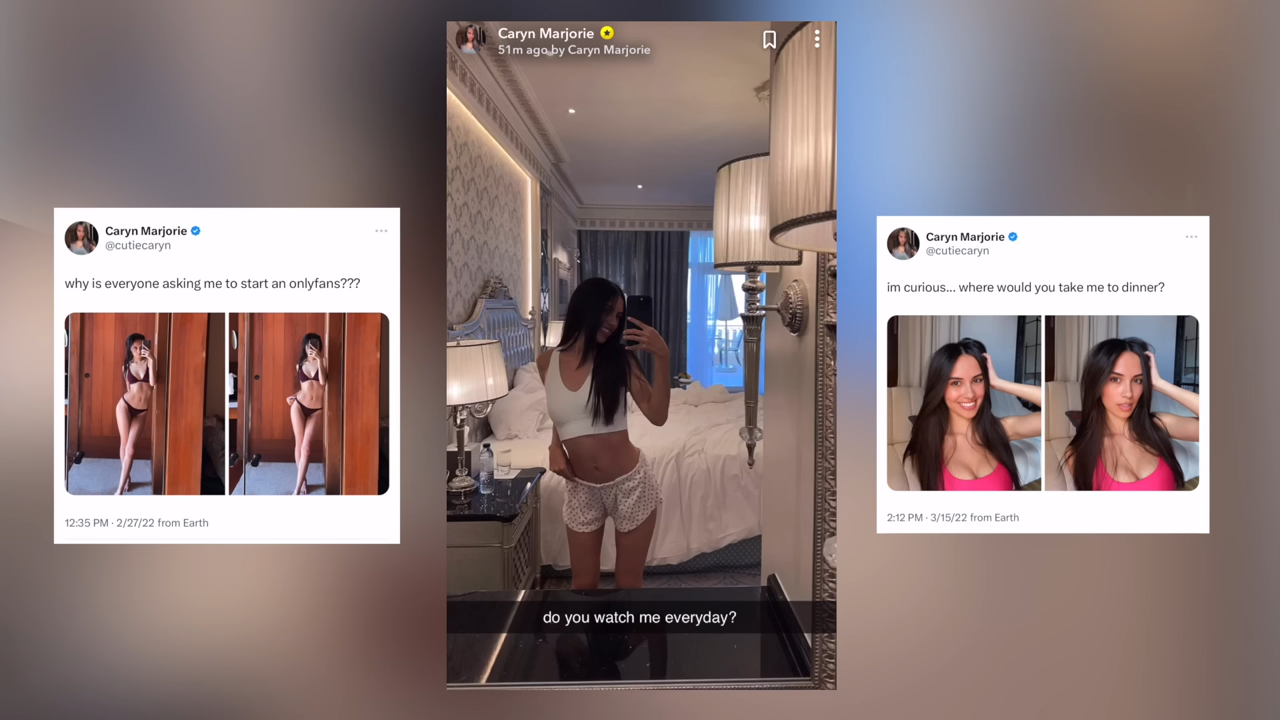 Caryn Marjorie
@cutiecaryn
why is everyone asking me to start an onlyfans???
12:35 PM · 2/27/22 from Earth
Caryn Marjorie
51m ago by Caryn Marjorie
do you watch me everyday?
Caryn Marjorie
@cutiecaryn
im curious... where would you take me to dinner?
2:12 PM · 3/15/22 from Earth